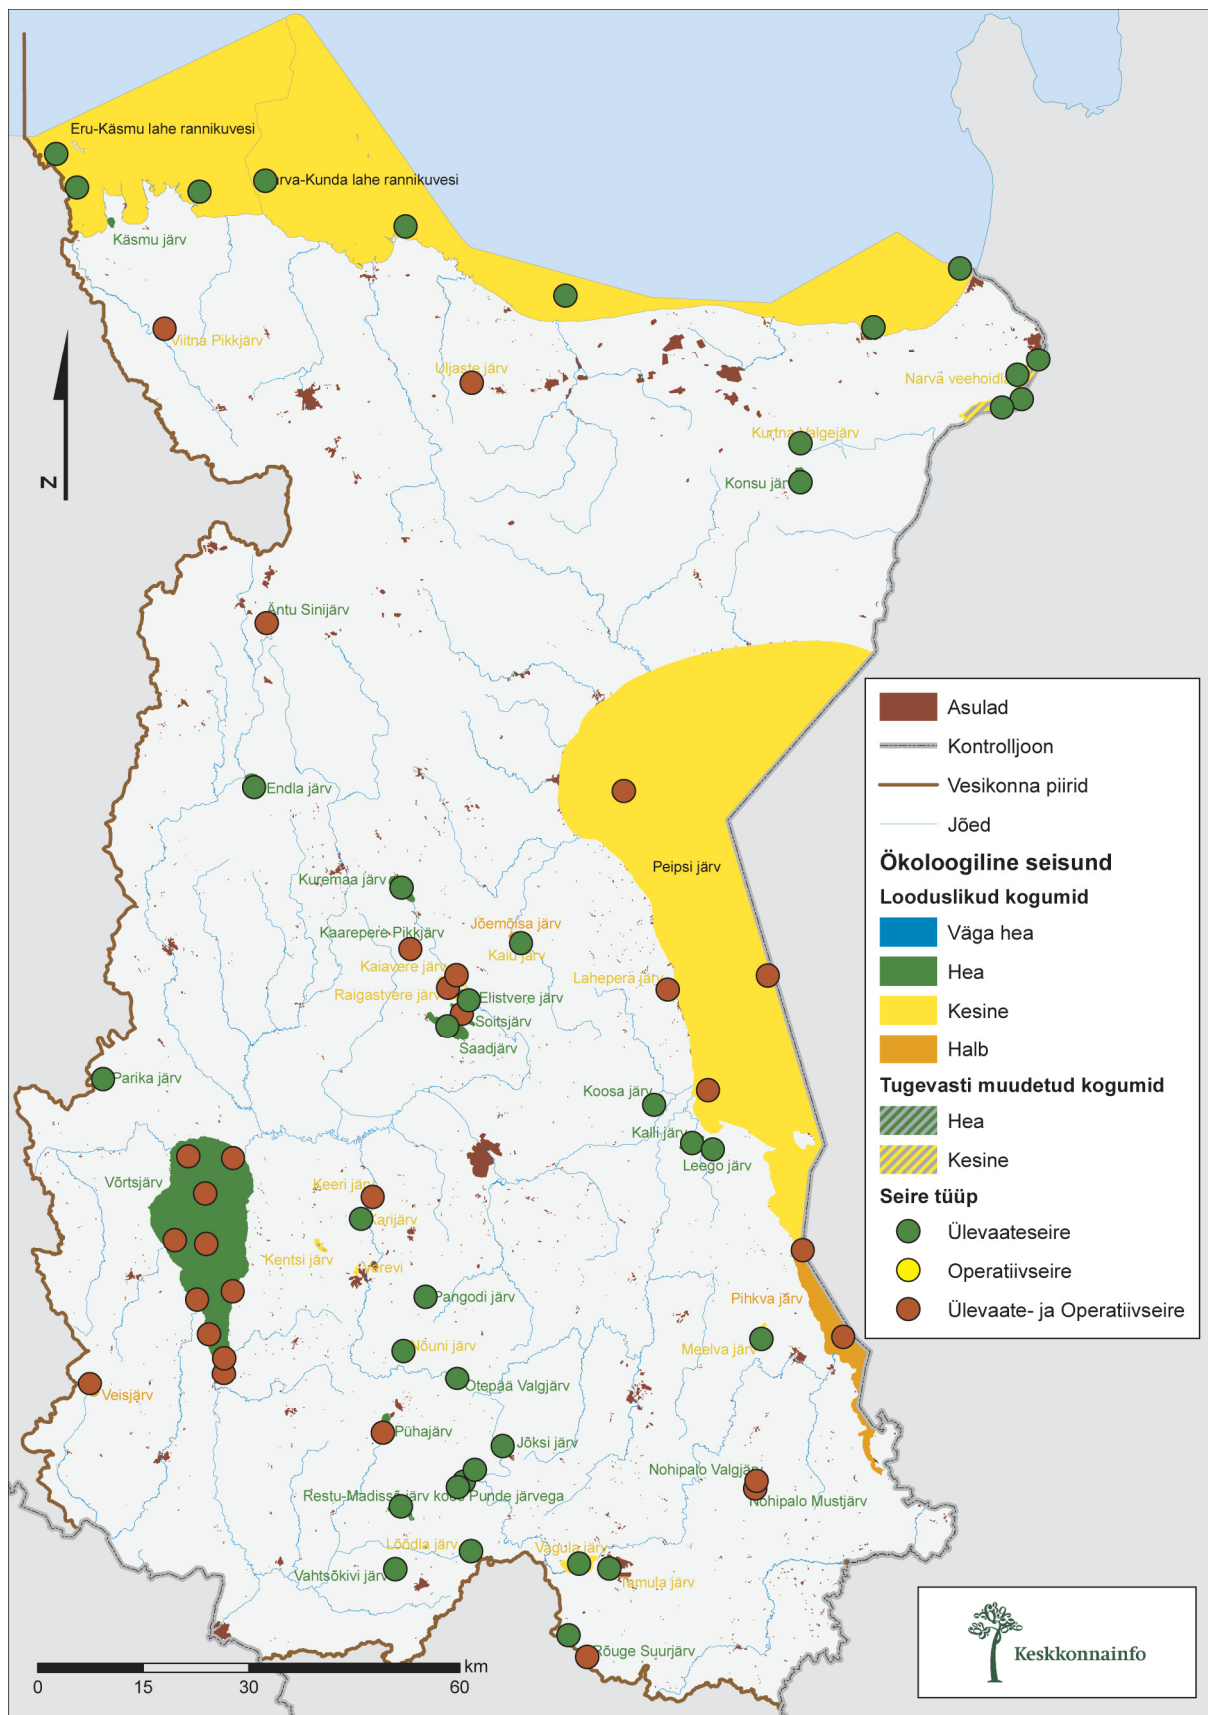 Eru-Käsmu lahe rannikuvesi
arva-Kunda lahe rannikuvesi
Käsmu järv
Viitna Pikkjärv
Uljaste järv
Narva veehoidla
Kurtna Valgejärv
Konsu järv
N
Äntu Sinijärv
Endla järv
Peipsi järv
Kuremaa järv
Jõemõisa järv
Kaarepere Pikkjärv
Kaiu järv
Kaiavere järv
Lahepera järv
Raigastvere järv
Elistvere järv
Soitsjärv
Saadjärv
Parika järv
Koosa järv
Kalli järv
Leego järv
Võrtsjärv
Keeri järv
Karijärv
Kentsi järv
Verevi
Pangodi järv
Pihkva järv
Nõuni järv
Meelva järv
Otepää Valgjärv
Veisjärv
Pühajärv
Jõksi järv
Nohipalo Valgjärv
Restu-Madissõ järv koos Punde järvega
Nohipalo Mustjärv
Lõõdla järv
Vagula järv
Vahtsõkivi järv
Tamula järv
Rõuge Suurjärv
Asulad
Kontrolljoon
Vesikonna piirid
Jõed
Ökoloogiline seisund
Looduslikud kogumid
Väga hea
Hea
Kesine
Halb
Tugevasti muudetud kogumid
Hea
Kesine
Seire tüüp
Ülevaateseire
Operatiivseire
Ülevaate- ja Operatiivseire
km
0 15 30 60
Keskkonnainfo